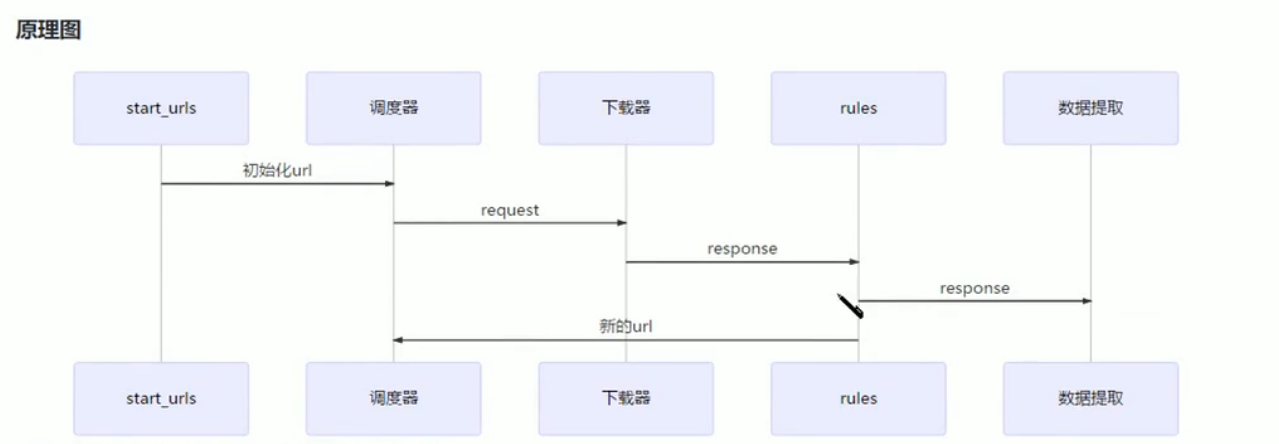 原理图
start_urls
调度器
下载器
rules
数据提取
初始化url
request
response
response
新的url
start_urls
调度器
下载器
rules
数据提取